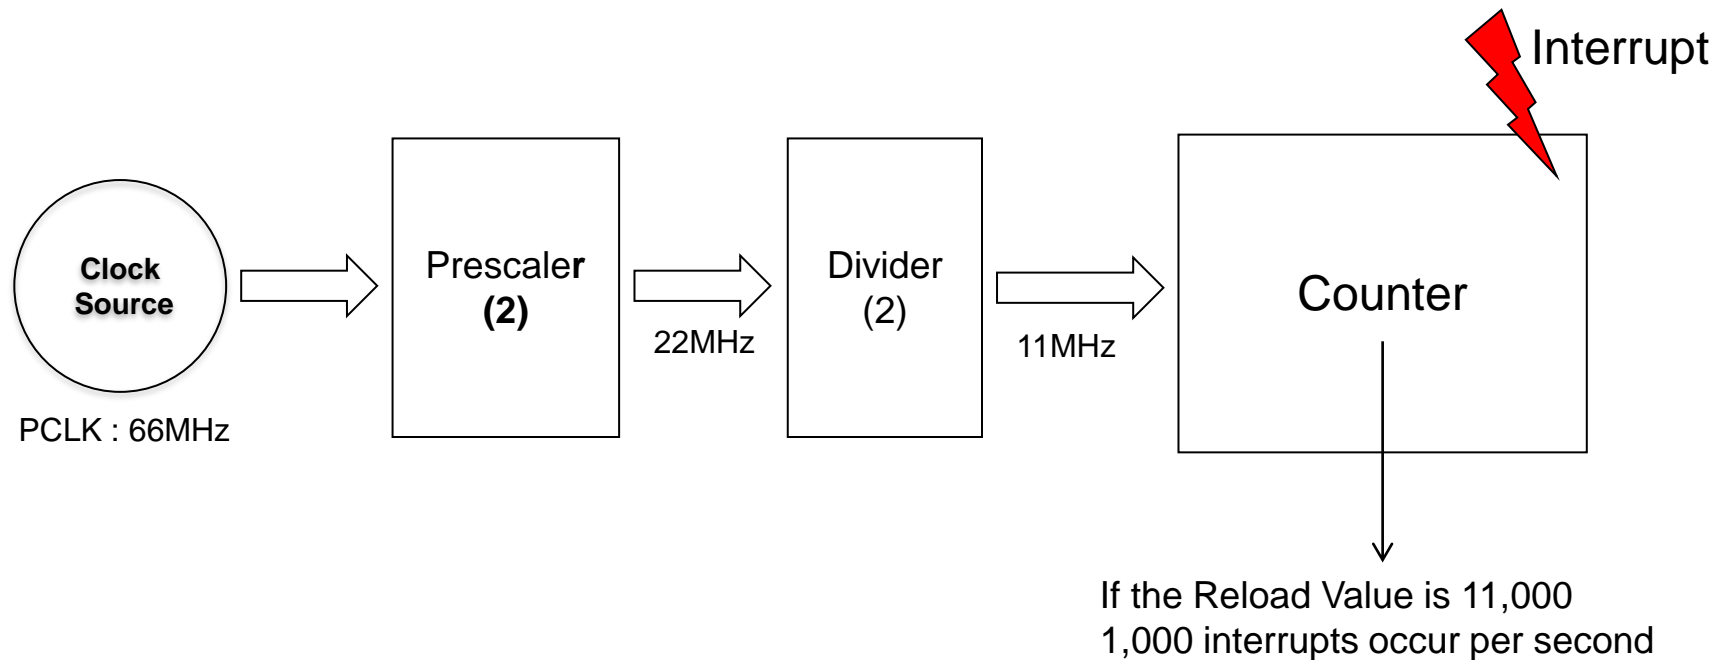 Interrupt
Clock
Source
PCLK : 66MHz
Prescaler
(2)
22MHz
Divider
(2)
11MHz
Counter
If the Reload Value is 11,000
1,000 interrupts occur per second